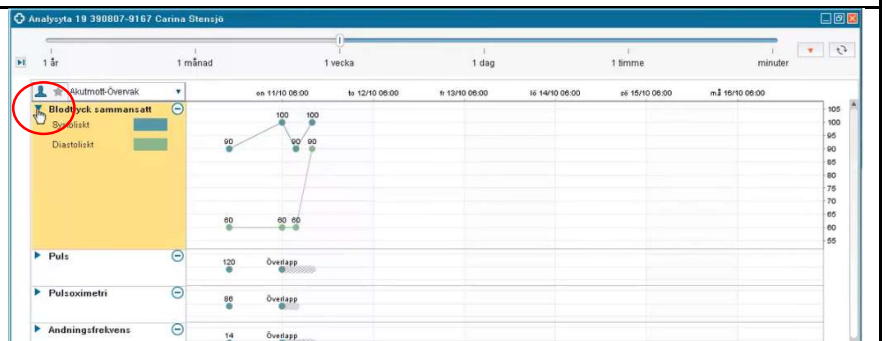 Analysyta 19 390807-9167 Carina Stensjö
1 år 1 månad 1 vecka 1 dag 1 timme minuter
Akutmott-Övervak on 11/10 06:00 to 12/10 06:00 fr 13/10 06:00 lö 14/10 06:00 sö 15/10 06:00 må 16/10 06:00
Blodtryck sammansatt
Systoliskt
Diastoliskt
90 100 90 100
60 60 60 90
105
100
95
90
85
80
75
70
65
60
55
Puls 120 Överlapp
Pulsoximetri 86 Överlapp
Andningsfrekvens 14 Överlapp